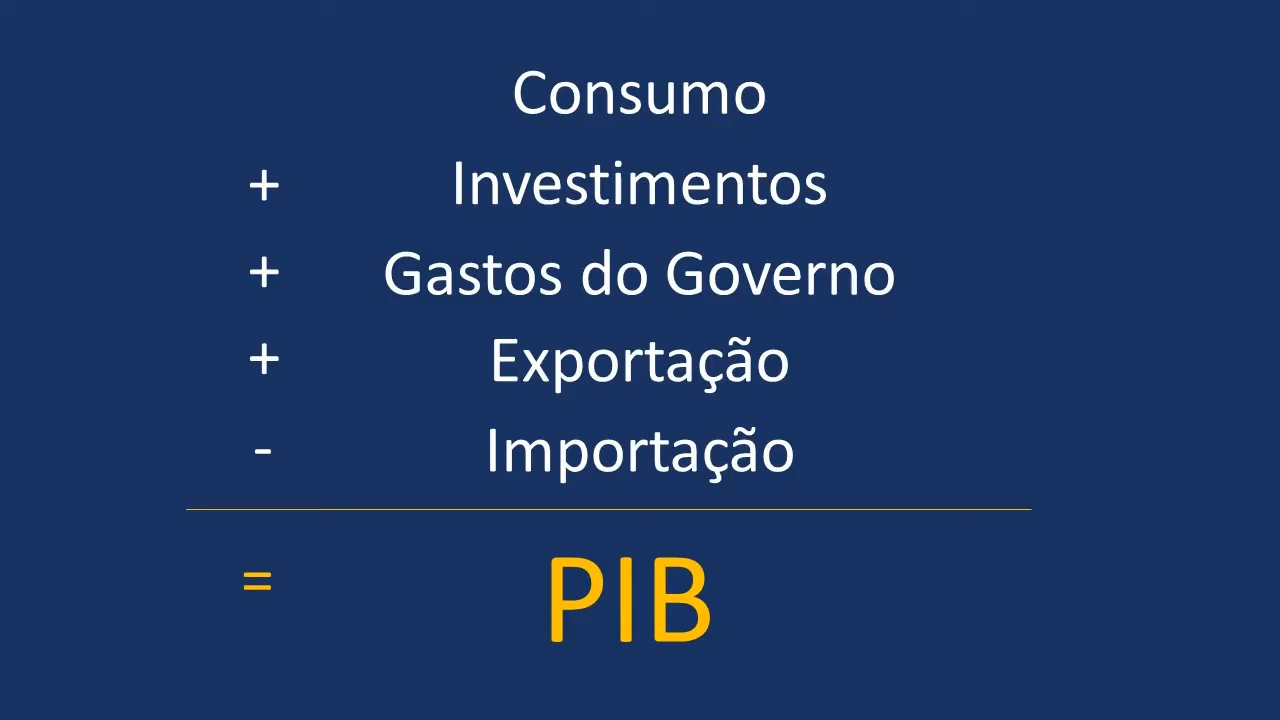 Consumo
+ Investimentos
+ Gastos do Governo
+ Exportação
- Importação
= PIB